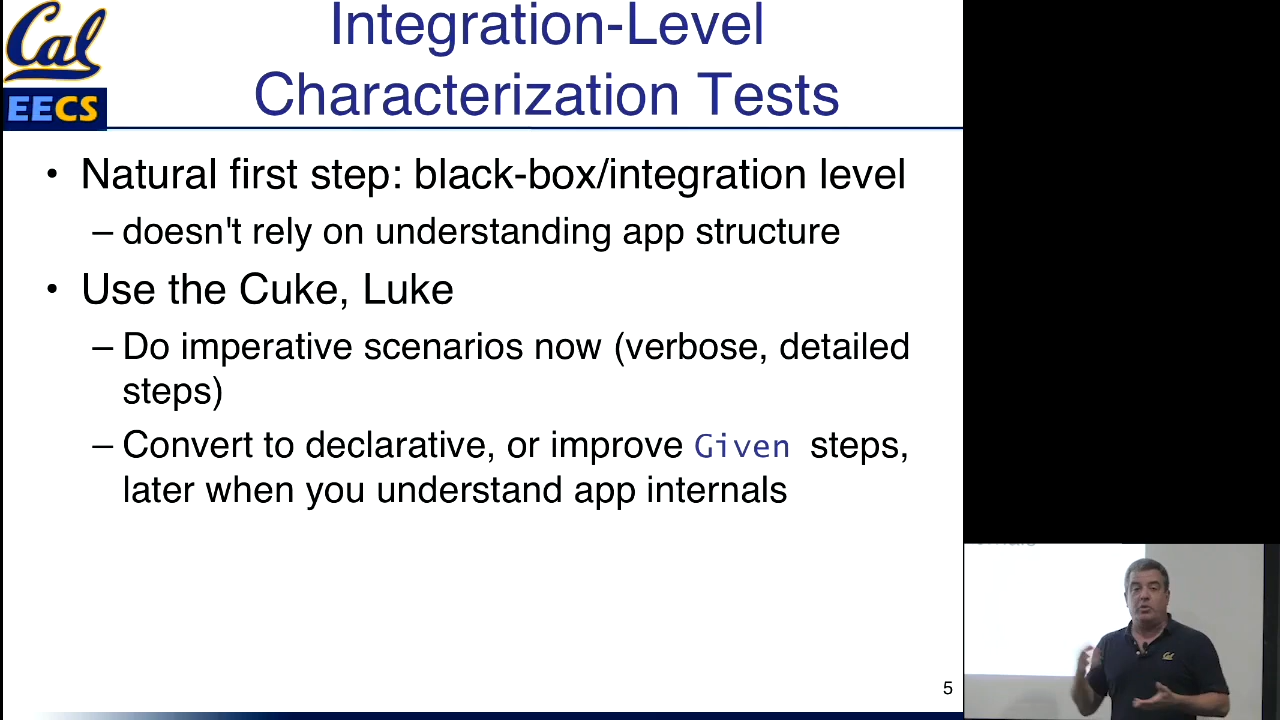 Cal
EECS
Integration-Level
Characterization Tests
• Natural first step: black-box/integration level
– doesn't rely on understanding app structure
• Use the Cuke, Luke
– Do imperative scenarios now (verbose, detailed
steps)
– Convert to declarative, or improve Given steps,
later when you understand app internals
5
Cal